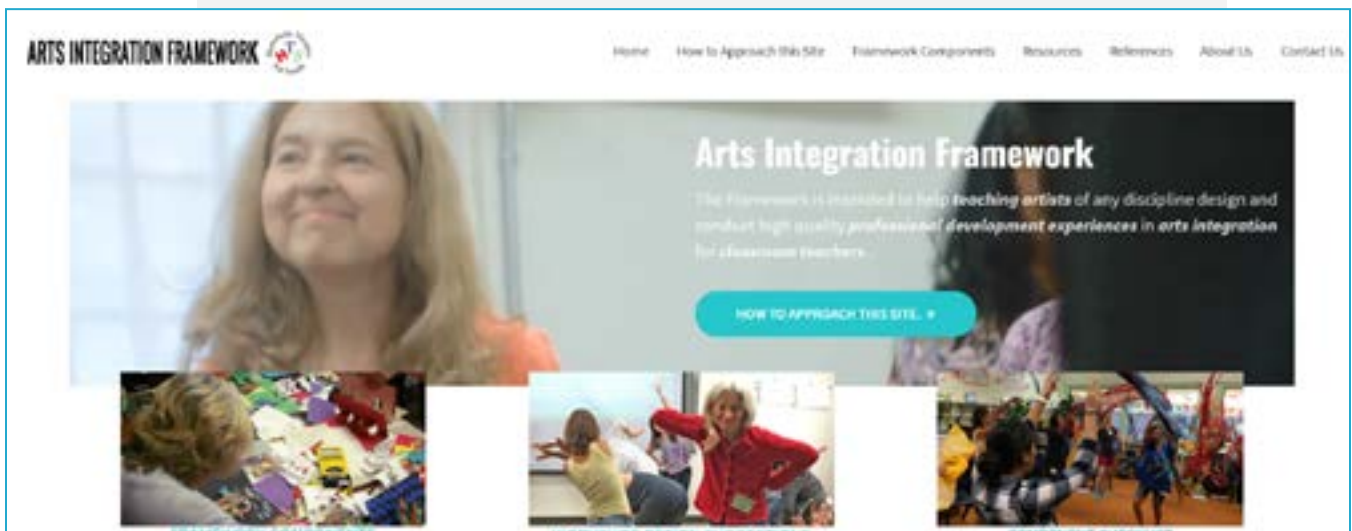 ARTS INTEGRATION FRAMEWORK
Home How to Approach this Site Framework Components Resources References About Us Contact Us
Arts Integration Framework
The Framework is intended to help teaching artists of any discipline design and
conduct high quality professional development experiences in arts integration
for classroom teachers.
HOW TO APPROACH THIS SITE.